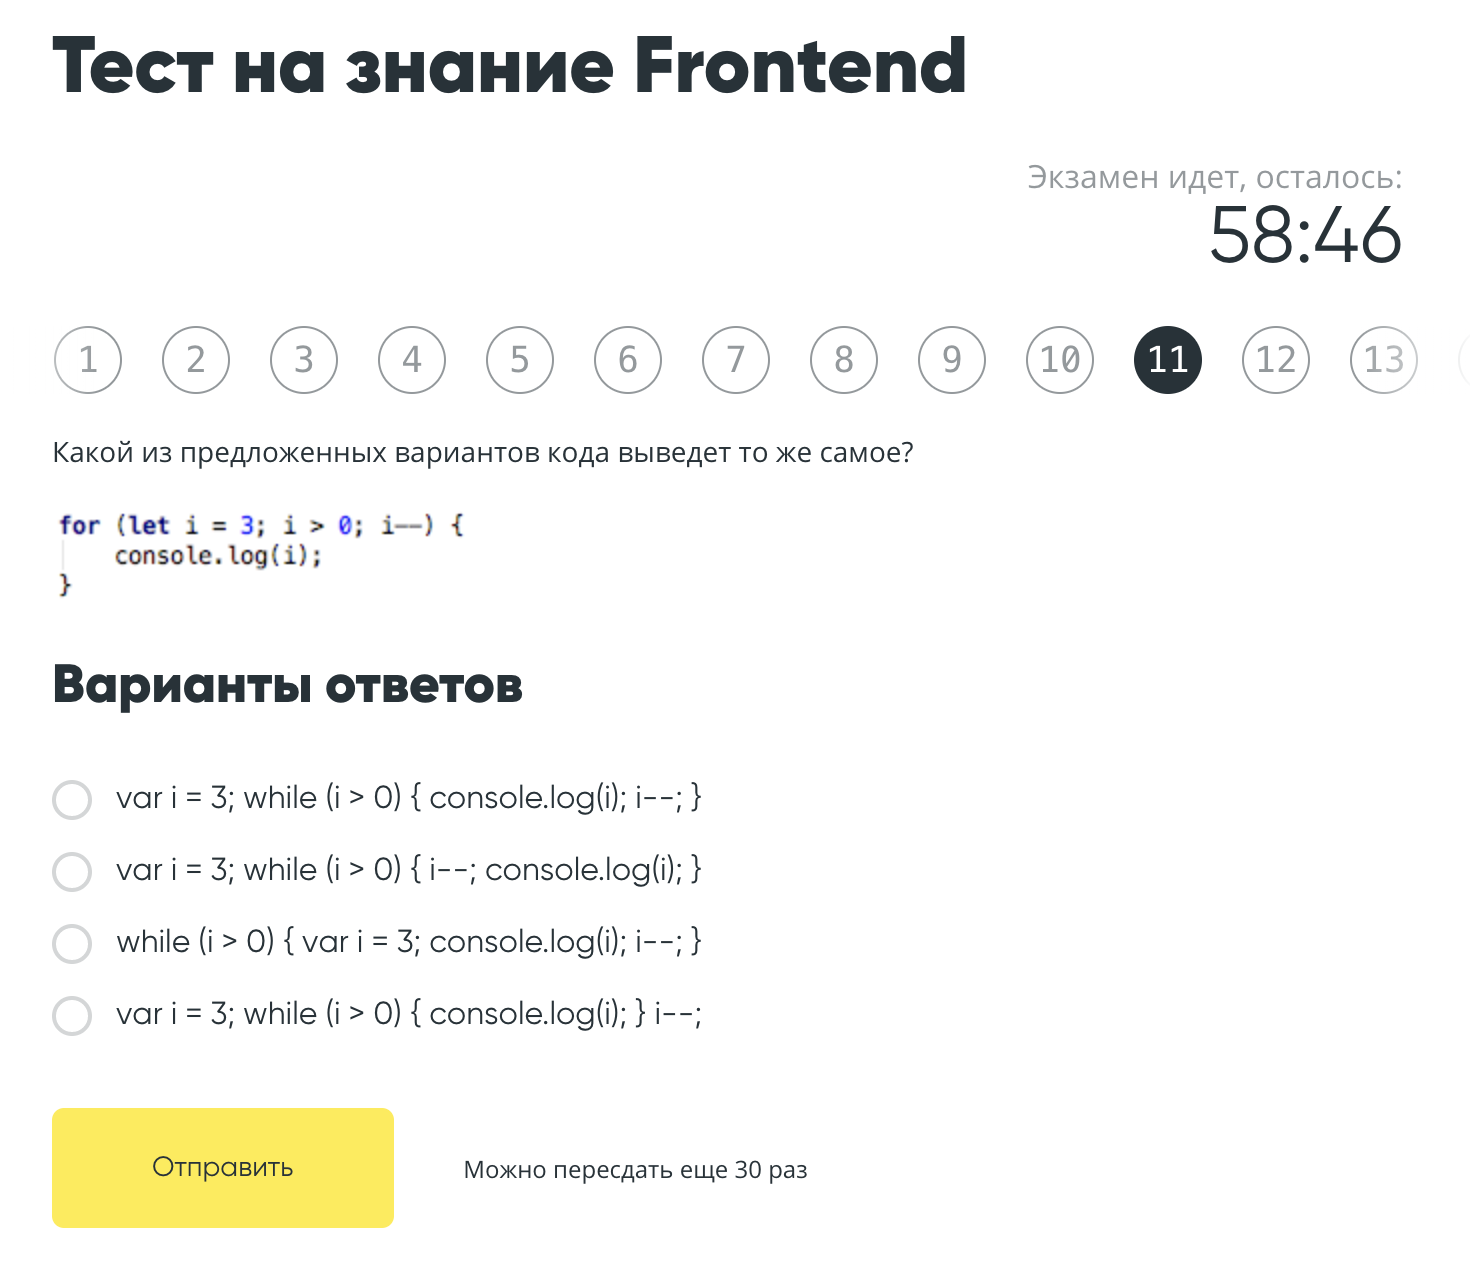 Тест на знание Frontend
Экзамен идет, осталось:
58:46
1 2 3 4 5 6 7 8 9 10 11 12 13
Какой из предложенных вариантов кода выведет то же самое?
for (let i = 3; i > 0; i--) {
console.log(i);
}
Варианты ответов
var i = 3; while (i > 0) { console.log(i); i--; }
var i = 3; while (i > 0) { i--; console.log(i); }
while (i > 0) { var i = 3; console.log(i); i--; }
var i = 3; while (i > 0) { console.log(i); } i--;
Отправить
Можно пересдать еще 30 раз